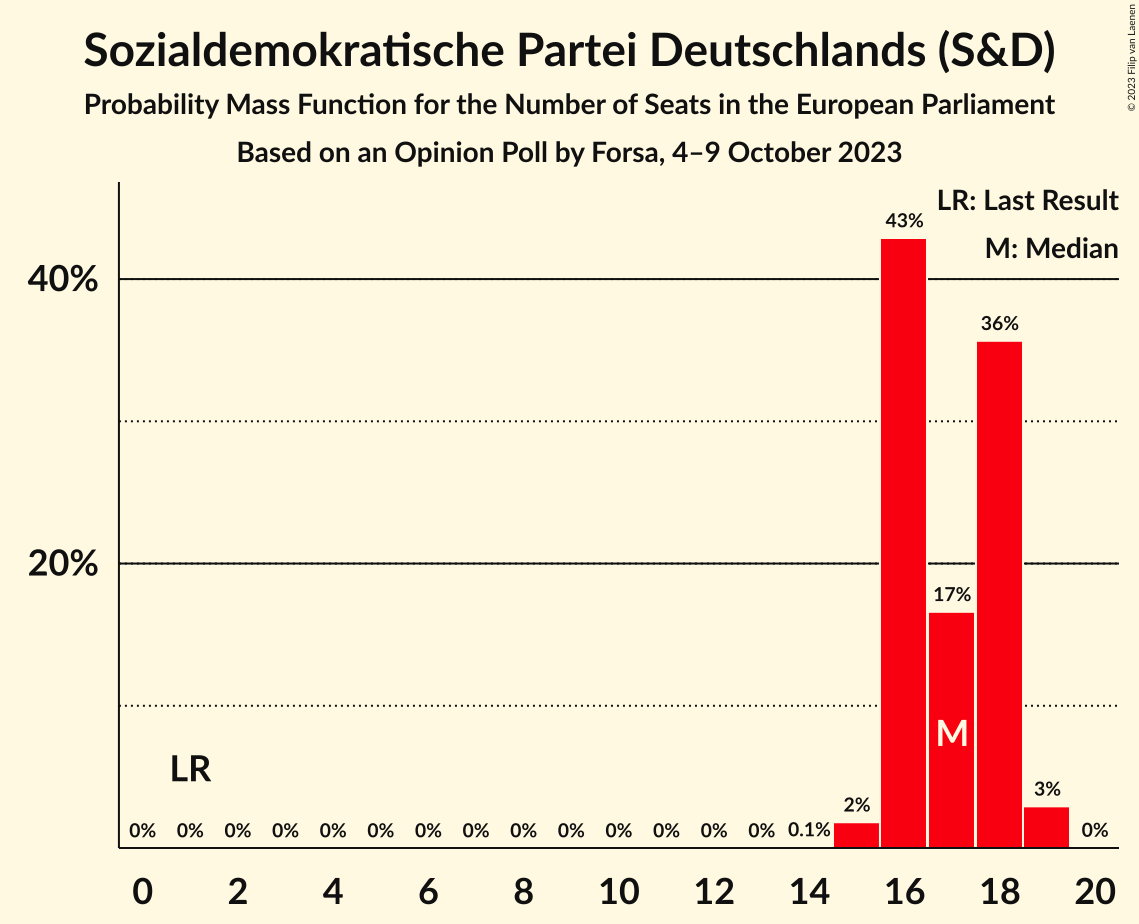 Sozialdemokratische Partei Deutschlands (S&D)
Probability Mass Function for the Number of Seats in the European Parliament
Based on an Opinion Poll by Forsa, 4–9 October 2023
© 2023 Filip van Laenen
LR: Last Result
M: Median
43%
40%
36%
20%
17%
M
LR
3%
2%
0% 0% 0% 0% 0% 0% 0% 0% 0% 0% 0% 0% 0% 0% 0.1% 0%
0 2 4 6 8 10 12 14 16 18 20